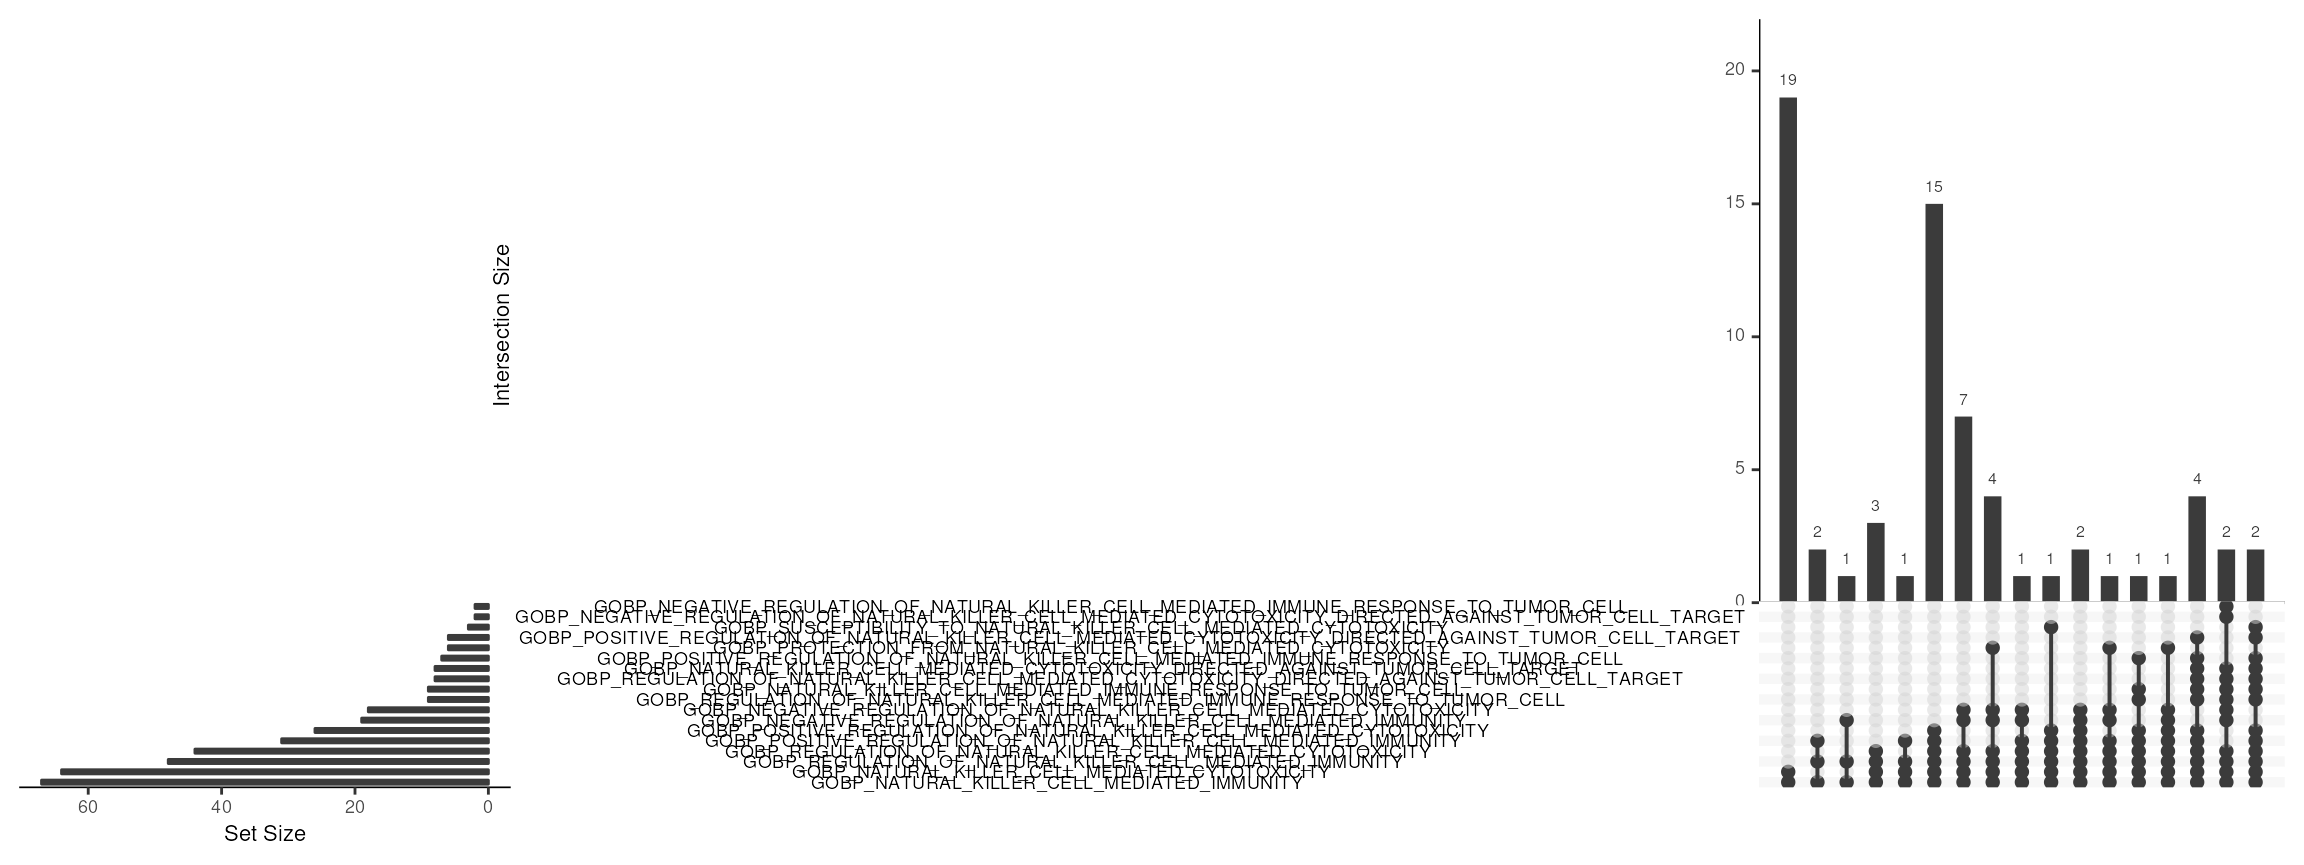 20
19
15
15
10
7
5
4
4
3
2
2
2
2
1
1
1
1
1
1
1
0
Intersection Size
GOBP_NEGATIVE_REGULATION_OF_NATURAL_KILLER_CELL_MEDIATED_IMMUNE_RESPONSE_TO_TUMOR_CELL
GOBP_NEGATIVE_REGULATION_OF_NATURAL_KILLER_CELL_MEDIATED_CYTOTOXICITY_DIRECTED_AGAINST_TUMOR_CELL_TARGET
GOBP_SUSCEPTIBILITY_TO_NATURAL_KILLER_CELL_MEDIATED_CYTOTOXICITY
GOBP_POSITIVE_REGULATION_OF_NATURAL_KILLER_CELL_MEDIATED_CYTOTOXICITY_DIRECTED_AGAINST_TUMOR_CELL_TARGET
GOBP_PROTECTION_FROM_NATURAL_KILLER_CELL_MEDIATED_CYTOTOXICITY
GOBP_POSITIVE_REGULATION_OF_NATURAL_KILLER_CELL_MEDIATED_IMMUNE_RESPONSE_TO_TUMOR_CELL
GOBP_NATURAL_KILLER_CELL_MEDIATED_CYTOTOXICITY_DIRECTED_AGAINST_TUMOR_CELL_TARGET
GOBP_REGULATION_OF_NATURAL_KILLER_CELL_MEDIATED_CYTOTOXICITY_DIRECTED_AGAINST_TUMOR_CELL_TARGET
GOBP_NATURAL_KILLER_CELL_MEDIATED_IMMUNE_RESPONSE_TO_TUMOR_CELL
GOBP_REGULATION_OF_NATURAL_KILLER_CELL_MEDIATED_IMMUNE_RESPONSE_TO_TUMOR_CELL
GOBP_NEGATIVE_REGULATION_OF_NATURAL_KILLER_CELL_MEDIATED_CYTOTOXICITY
GOBP_NEGATIVE_REGULATION_OF_NATURAL_KILLER_CELL_MEDIATED_IMMUNITY
GOBP_POSITIVE_REGULATION_OF_NATURAL_KILLER_CELL_MEDIATED_CYTOTOXICITY
GOBP_POSITIVE_REGULATION_OF_NATURAL_KILLER_CELL_MEDIATED_IMMUNITY
GOBP_REGULATION_OF_NATURAL_KILLER_CELL_MEDIATED_CYTOTOXICITY
GOBP_REGULATION_OF_NATURAL_KILLER_CELL_MEDIATED_IMMUNITY
GOBP_NATURAL_KILLER_CELL_MEDIATED_CYTOTOXICITY
GOBP_NATURAL_KILLER_CELL_MEDIATED_IMMUNITY
60 40 20 0
Set Size